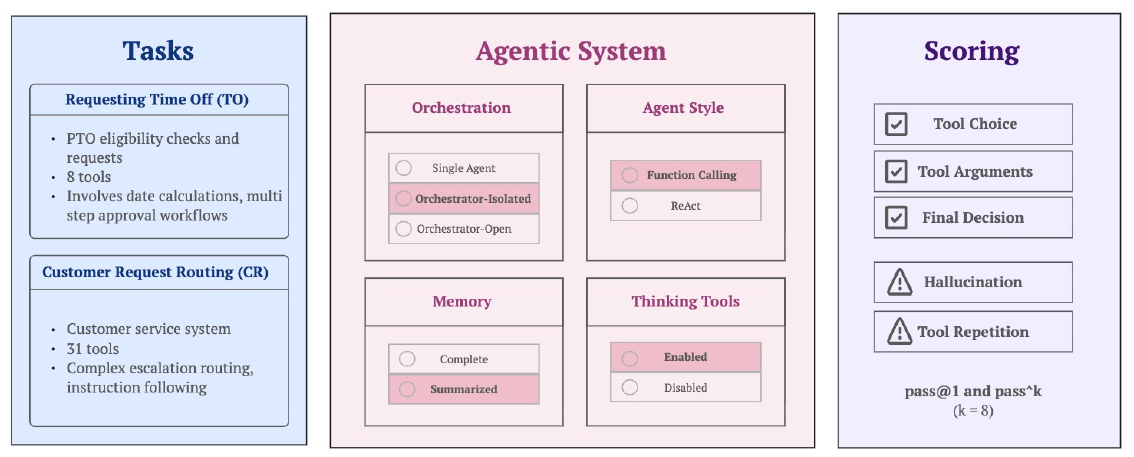 Tasks
Requesting Time Off (TO)
• PTO eligibility checks and
requests
• 8 tools
• Involves date calculations, multi
step approval workflows
Customer Request Routing (CR)
• Customer service system
• 31 tools
• Complex escalation routing,
instruction following
Agentic System
Orchestration
Single Agent
Orchestrator-Isolated
Orchestrator-Open
Agent Style
Function Calling
ReAct
Memory
Complete
Summarized
Thinking Tools
Enabled
Disabled
Scoring
Tool Choice
Tool Arguments
Final Decision
Hallucination
Tool Repetition
pass@1 and pass^k
(k = 8)